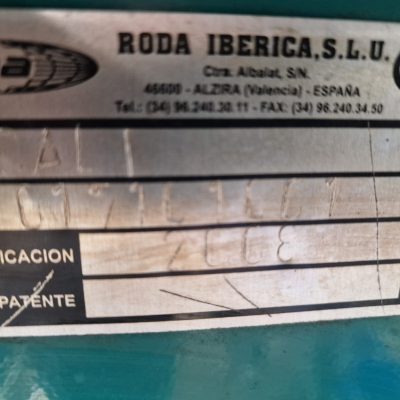 RODA IBERICA, S.L.U.
Ctra. Albalat, S/N.
46600 - ALZIRA (Valencia) - ESPAÑA
Tel.: (34) 96.240.30.11 - FAX: (34) 96.240.34.50
ICACION 2008
PATENTE